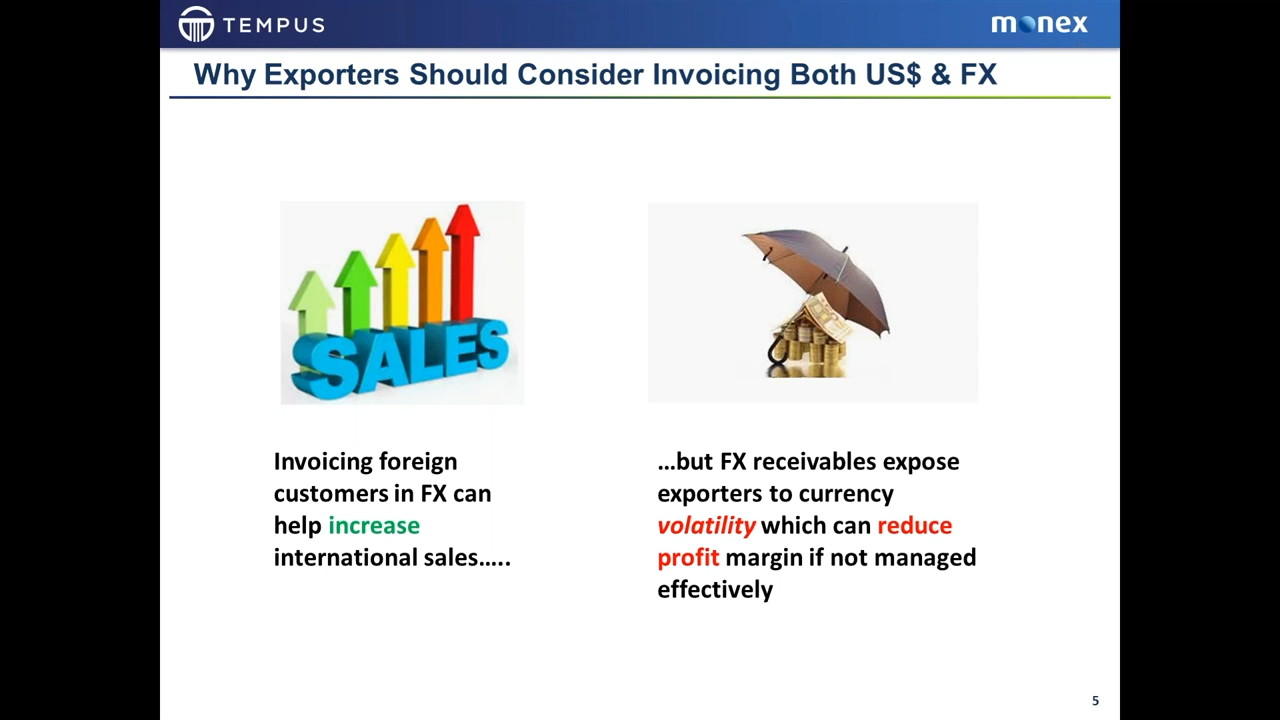 TEMPUS
monex
Why Exporters Should Consider Invoicing Both US$ & FX
SALES
Invoicing foreign
customers in FX can
help increase
international sales…..
…but FX receivables expose
exporters to currency
volatility which can reduce
profit margin if not managed
effectively
5